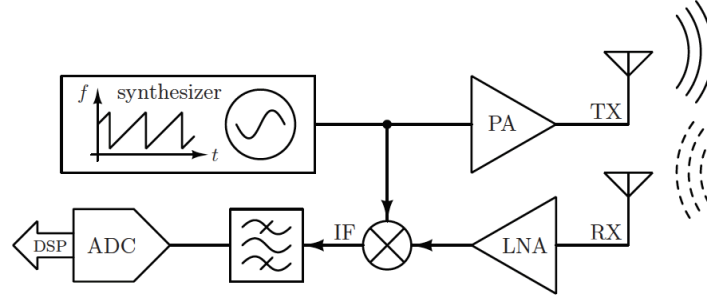 f
synthesizer
t
PA
TX
DSP
ADC
IF
LNA
RX